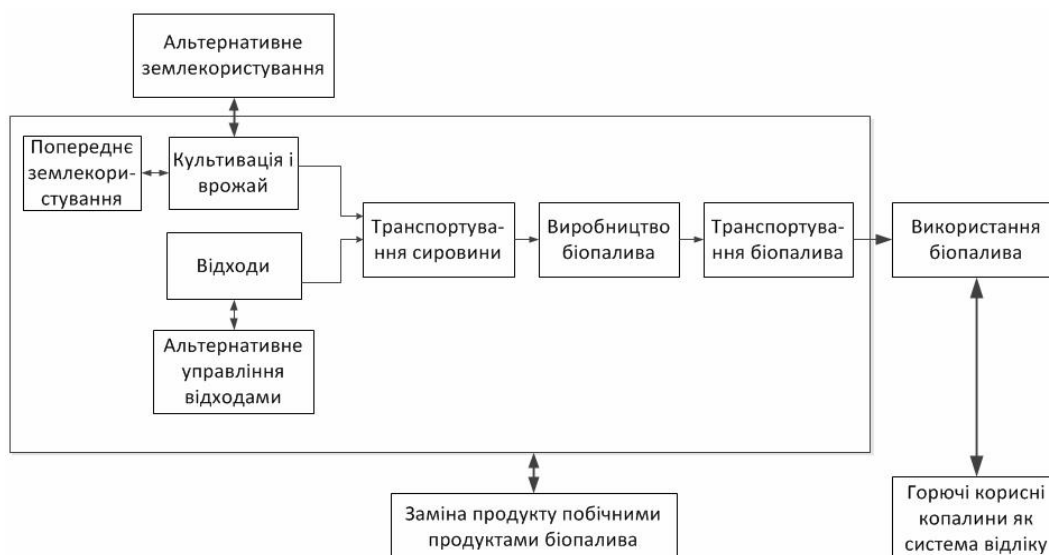 Альтернативне
землекористування
Попереднє
землекори-
стування
Культивація і
врожай
Відходи
Альтернативне
управління
відходами
Транспортува-
ння сировини
Виробництво
біопалива
Транспортува-
ння біопалива
Використання
біопалива
Заміна продукту побічними
продуктами біопалива
Горючі корисні
копалини як
система відліку